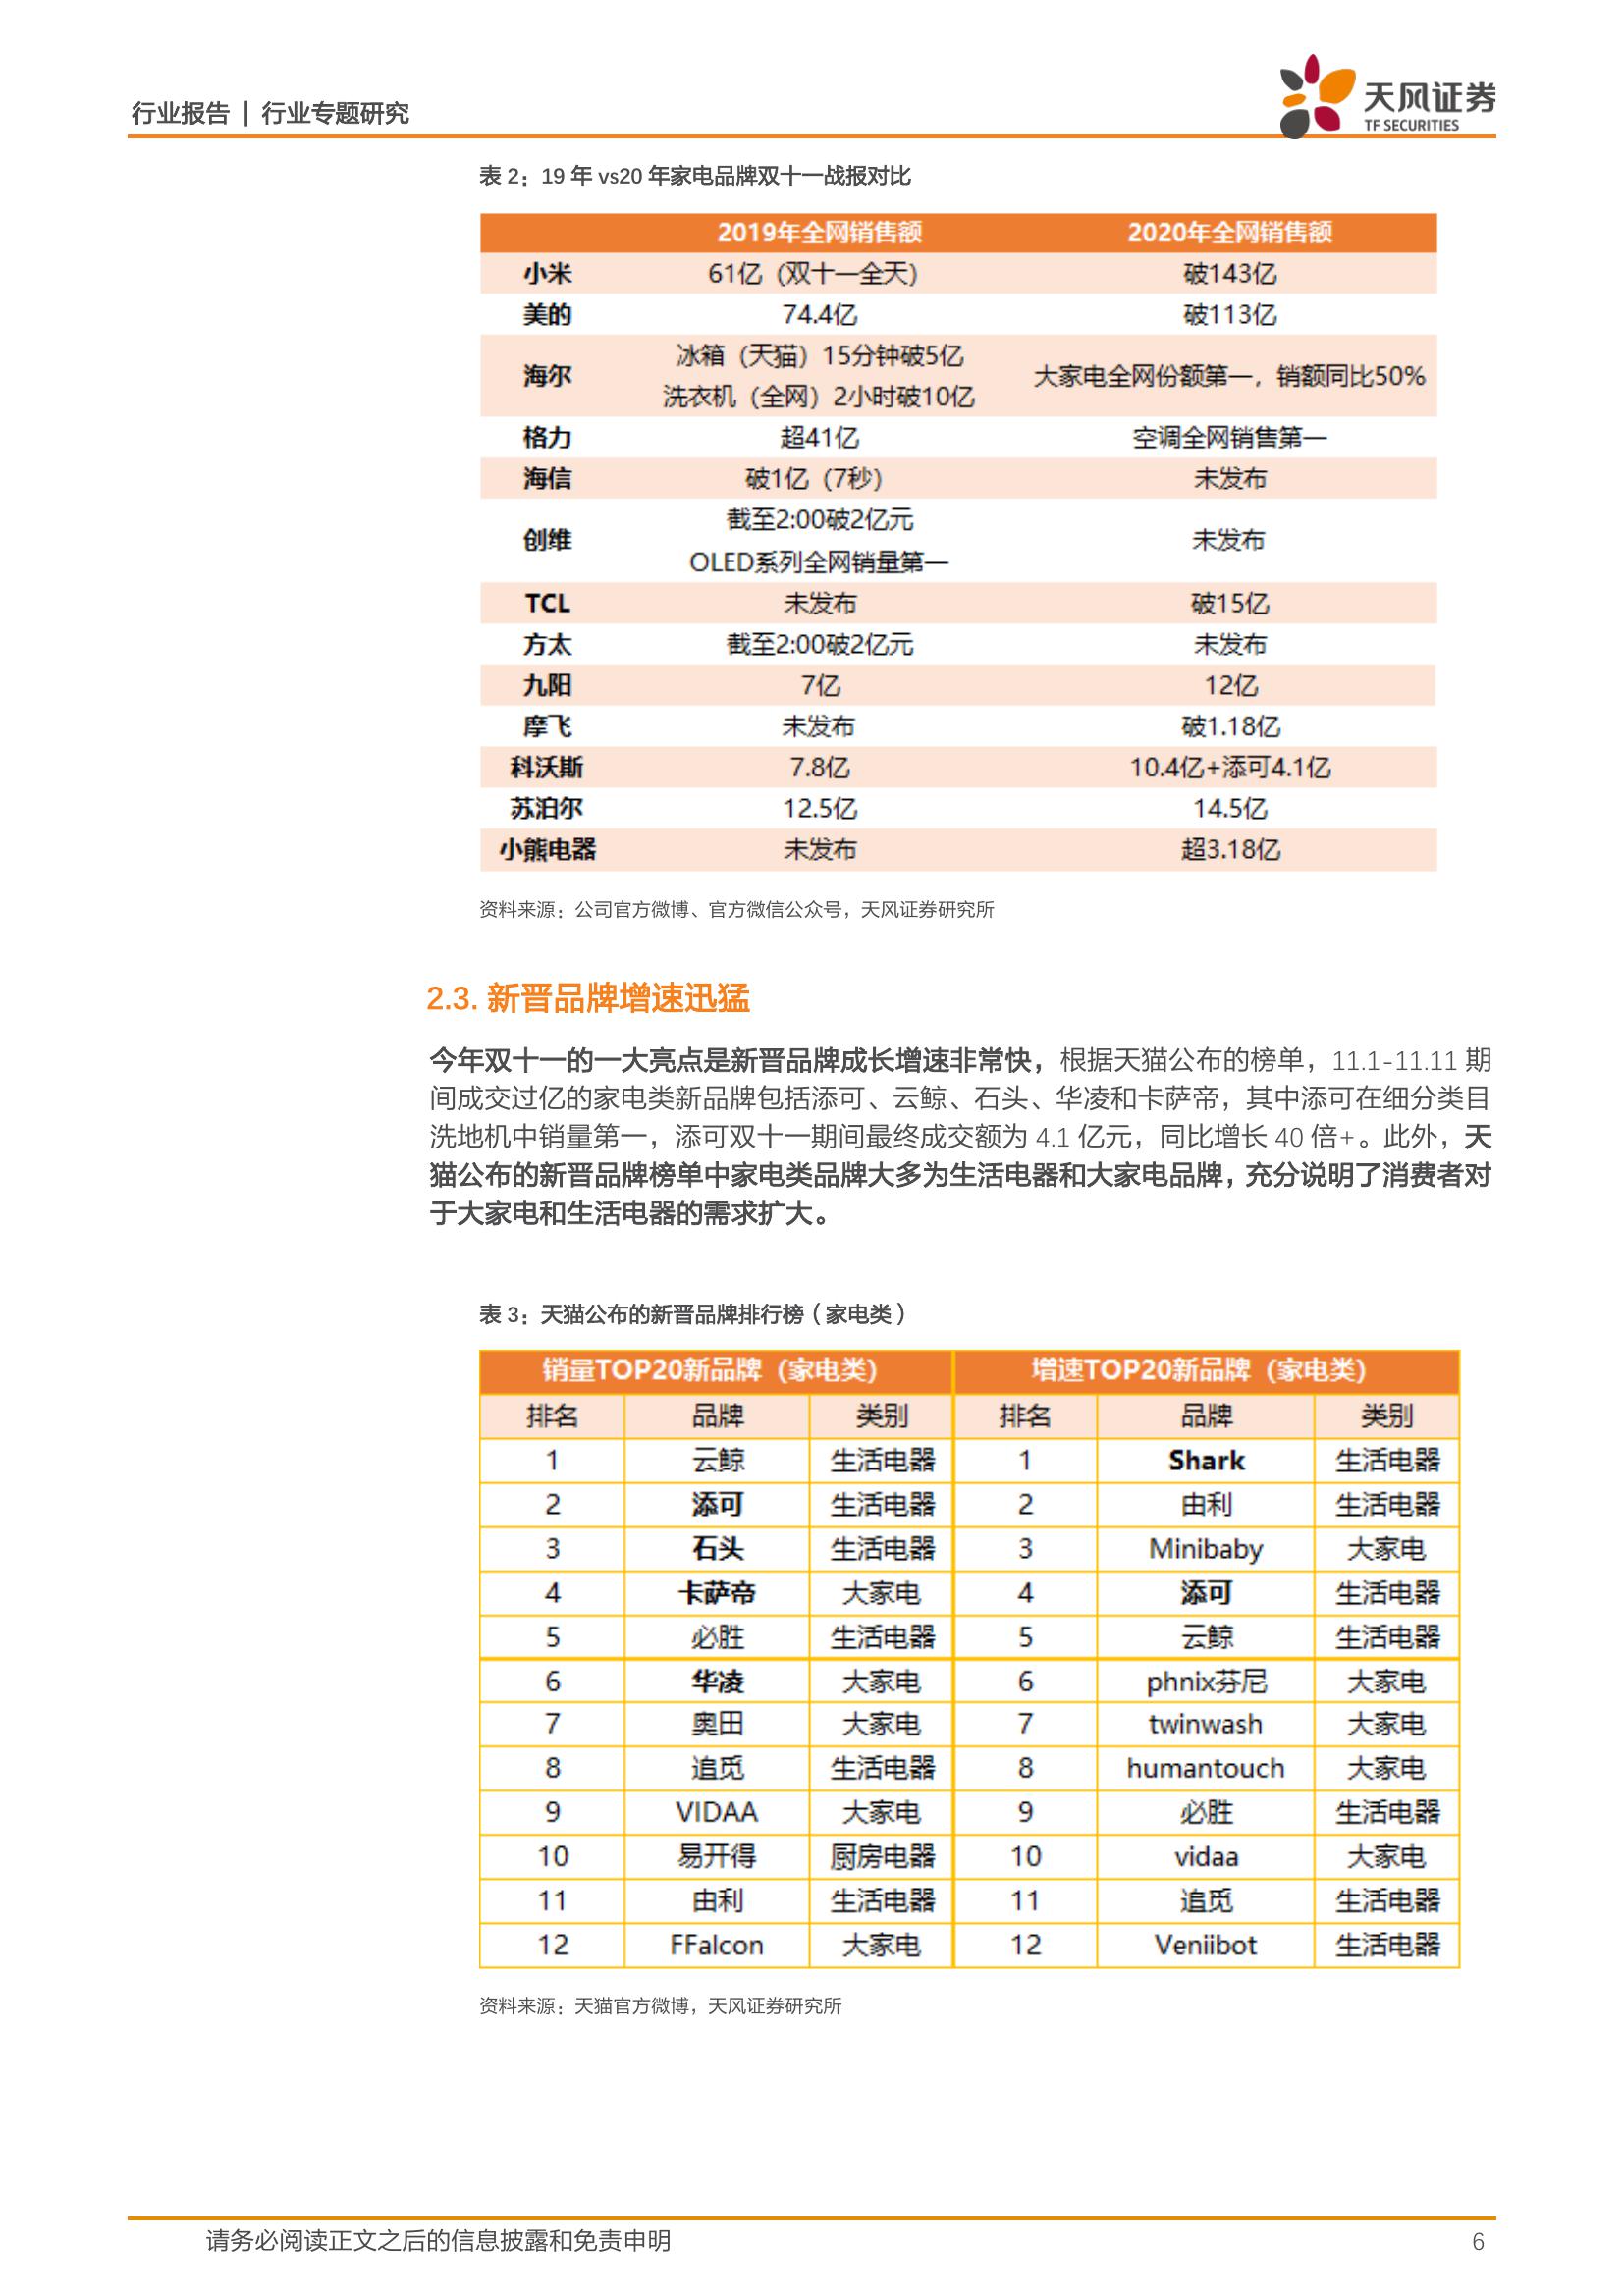 行业报告 | 行业专题研究
天风证券
TF SECURITIES
表 2：19 年 vs20 年家电品牌双十一战报对比
2019年全网销售额 2020年全网销售额
小米 61亿（双十一全天） 破143亿
美的 74.4亿 破113亿
海尔 冰箱（天猫）15分钟破5亿
洗衣机（全网）2小时破10亿 大家电全网份额第一，销额同比50%
格力 超41亿 空调全网销售第一
海信 破1亿（7秒） 未发布
创维 截至2:00破2亿元
OLED系列全网销量第一 未发布
TCL 未发布 破15亿
方太 截至2:00破2亿元 未发布
九阳 7亿 12亿
摩飞 未发布 破1.18亿
科沃斯 7.8亿 10.4亿+添可4.1亿
苏泊尔 12.5亿 14.5亿
小熊电器 未发布 超3.18亿
资料来源：公司官方微博、官方微信公众号，天风证券研究所
2.3. 新晋品牌增速迅猛
今年双十一的一大亮点是新晋品牌成长增速非常快，根据天猫公布的榜单，11.1-11.11 期
间成交过亿的家电类新品牌包括添可、云鲸、石头、华凌和卡萨帝，其中添可在细分类目
洗地机中销量第一，添可双十一期间最终成交额为 4.1 亿元，同比增长 40 倍+。此外，天
猫公布的新晋品牌榜单中家电类品牌大多为生活电器和大家电品牌，充分说明了消费者对
于大家电和生活电器的需求扩大。
表 3：天猫公布的新晋品牌排行榜（家电类）
销量TOP20新品牌（家电类） 增速TOP20新品牌（家电类）
排名 品牌 类别 排名 品牌 类别
1 云鲸 生活电器 1 Shark 生活电器
2 添可 生活电器 2 由利 生活电器
3 石头 生活电器 3 Minibaby 大家电
4 卡萨帝 大家电 4 添可 生活电器
5 必胜 生活电器 5 云鲸 生活电器
6 华凌 大家电 6 phnix芬尼 大家电
7 奥田 大家电 7 twinwash 大家电
8 追觅 生活电器 8 humantouch 大家电
9 VIDAA 大家电 9 必胜 生活电器
10 易开得 厨房电器 10 vidaa 大家电
11 由利 生活电器 11 追觅 生活电器
12 FFalcon 大家电 12 Veniibot 生活电器
资料来源：天猫官方微博，天风证券研究所
请务必阅读正文之后的信息披露和免责申明 6